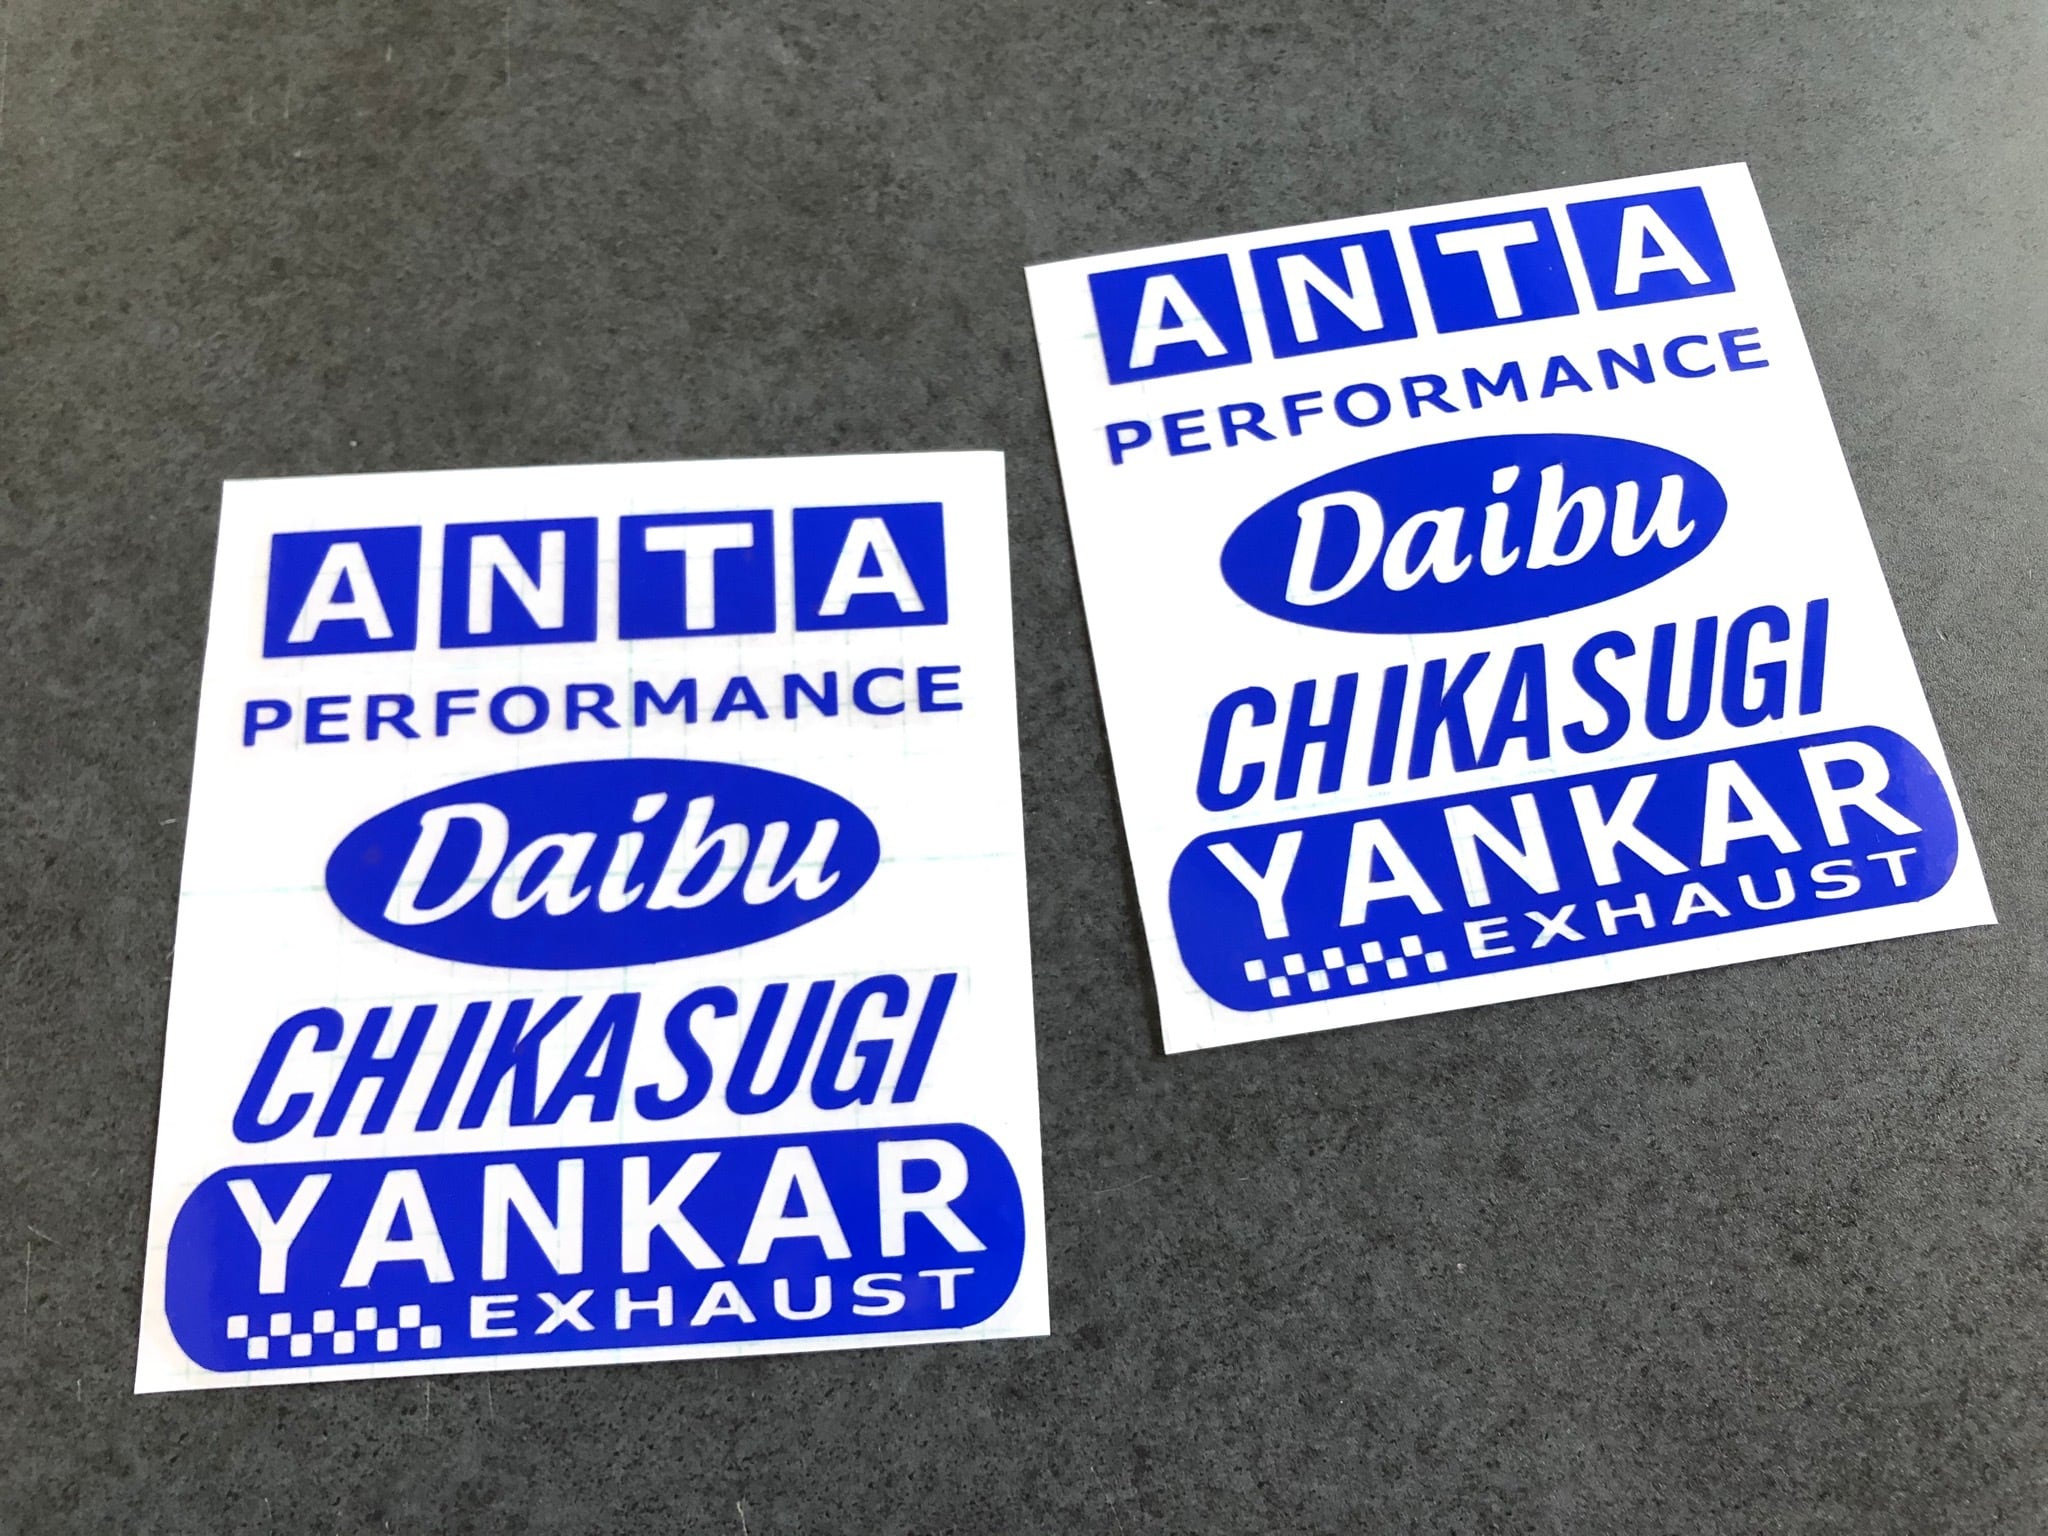 ANTA
PERFORMANCE
Daibu
CHIKASUGI
YANKAR
EXHAUST
ANTA
PERFORMANCE
Daibu
CHIKASUGI
YANKAR
EXHAUST